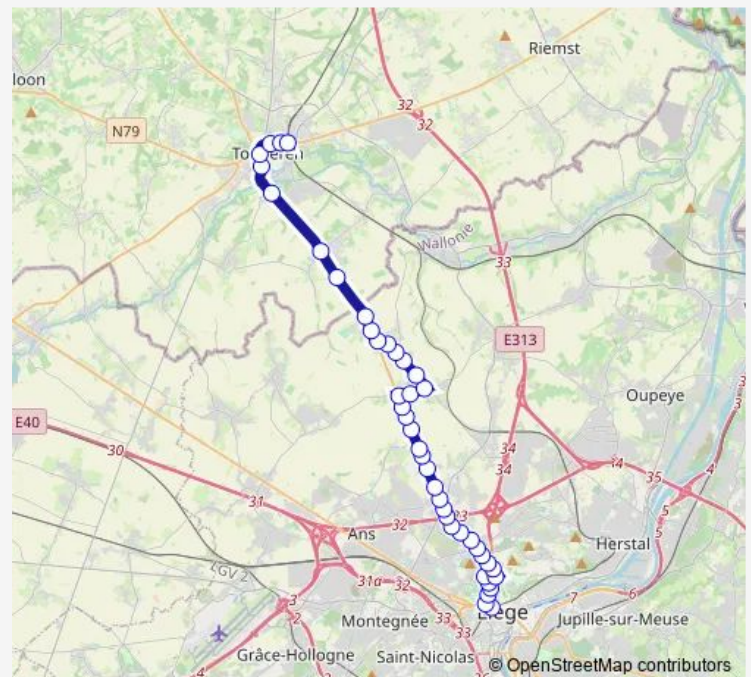 Riemst
loon
32
32
N79
Wallonie
33
E313
Oupeye
E40
30
34
44
35
4
31
34
5
Ans
32
33
5
Herstal
LGV 2
31a
32
7
6
3
2
Liège
Montegnée
33
Jupille-sur-Meuse
33
4
Grâce-Hollogne
Saint-Nicolas
© OpenStreetMap contributors